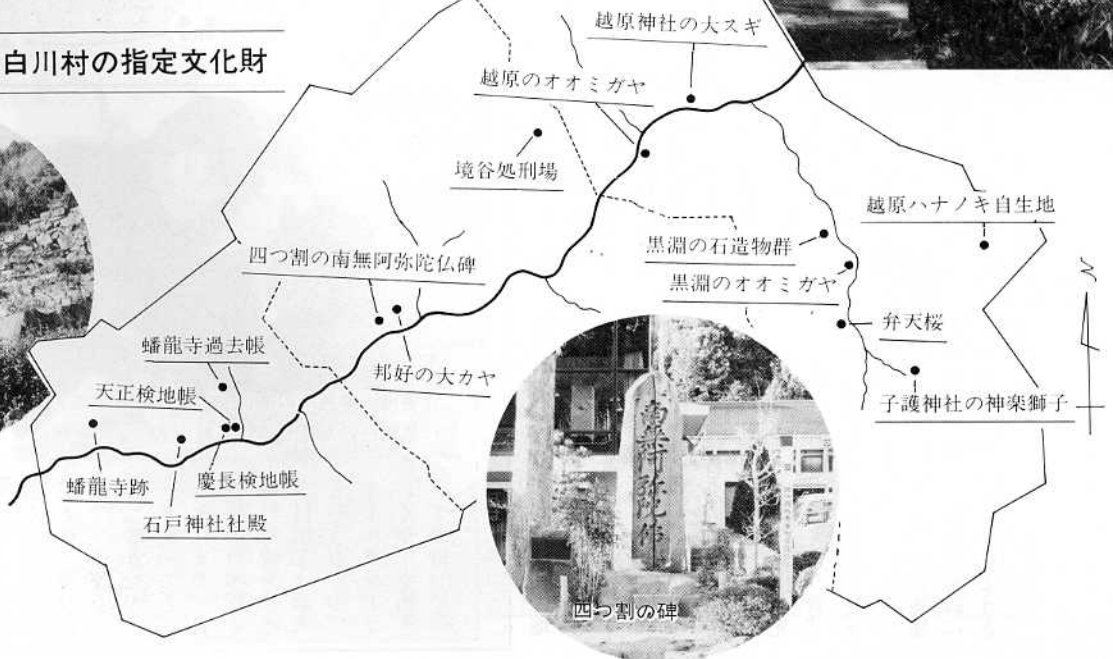 白川村の指定文化財
越原神社の大スギ
越原のオオミガヤ
境谷処刑場
越原ハナノキ自生地
四つ割の南無阿弥陀仏碑
黒淵の石造物群
黒淵のオオミガヤ
弁天桜
蟠龍寺過去帳
邦好の大カヤ
天正検地帳
子護神社の神楽獅子
蟠龍寺跡
慶長検地帳
石戸神社社殿
南無阿弥陀佛
四つ割の碑
N